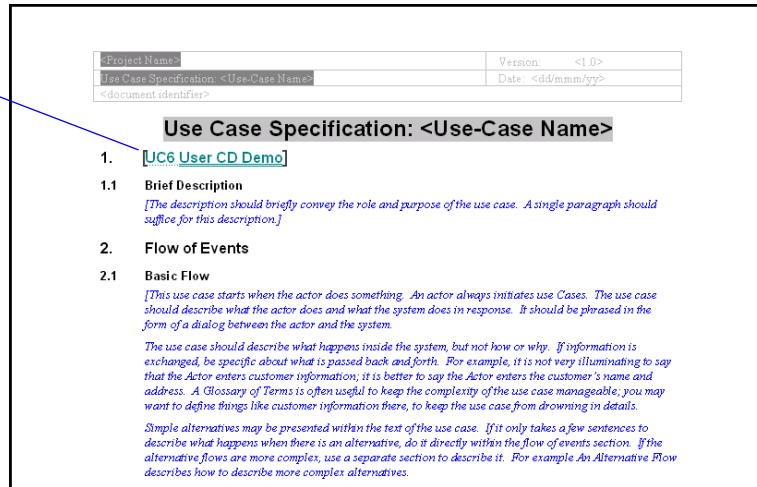 <Project Name> Version: <1.0>
Use Case Specification: <Use-Case Name> Date: <dd/mmm/yy>
<document identifier>
Use Case Specification: <Use-Case Name>
1. [UC6 User CD Demo]
1.1 Brief Description
[The description should briefly convey the role and purpose of the use case. A single paragraph should
suffice for this description.]
2. Flow of Events
2.1 Basic Flow
[This use case starts when the actor does something. An actor always initiates use Cases. The use case
should describe what the actor does and what the system does in response. It should be phrased in the
form of a dialog between the actor and the system.
The use case should describe what happens inside the system, but not how or why. If information is
exchanged, be specific about what is passed back and forth. For example, it is not very illuminating to say
that the Actor enters customer information; it is better to say the Actor enters the customer's name and
address. A Glossary of Terms is often useful to keep the complexity of the use case manageable; you may
want to define things like customer information there, to keep the use case from drowning in details.
Simple alternatives may be presented within the text of the use case. If it only takes a few sentences to
describe what happens when there is an alternative, do it directly within the flow of events section. If the
alternative flows are more complex, use a separate section to describe it. For example An Alternative Flow
describes how to describe more complex alternatives.